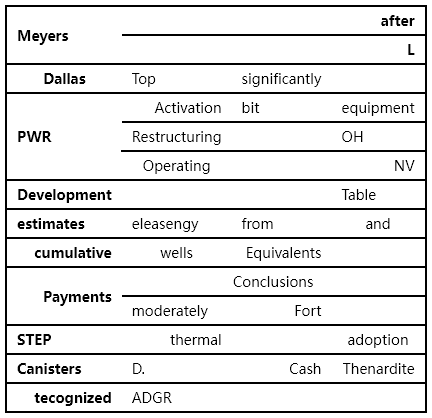 Meyers after
L
Dallas Top significantly
PWR Activation bit equipment
Restructuring OH
Operating NV
Development Table
estimates eleasengy from and
cumulative wells Equivalents
Payments Conclusions
moderately Fort
STEP thermal adoption
Canisters D. Cash Thenardite
tecognized ADGR